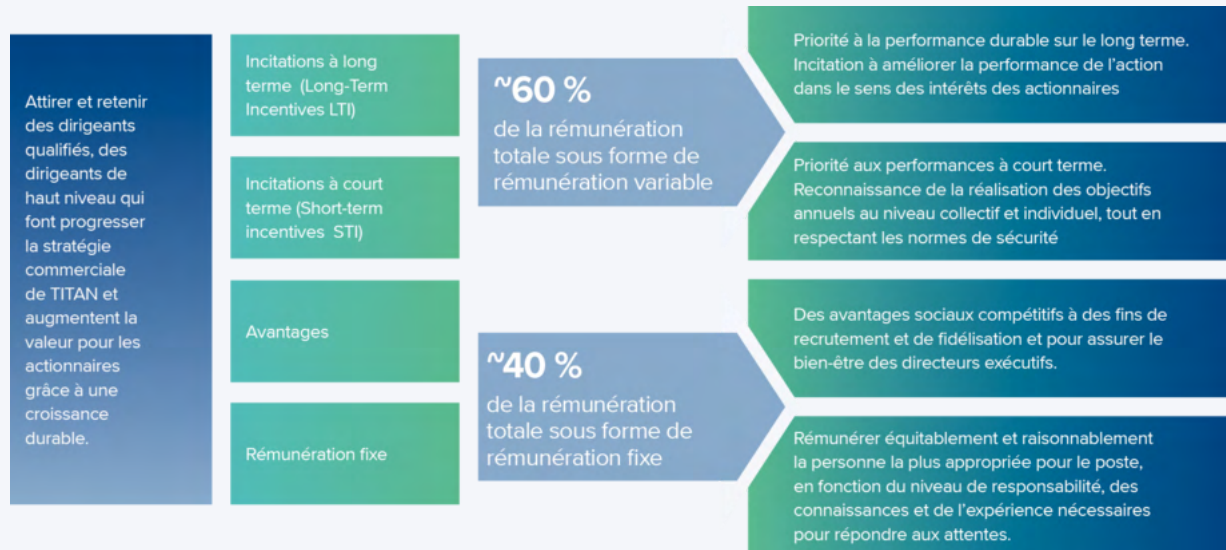 Attirer et retenir
des dirigeants
qualifiés, des
dirigeants de
haut niveau qui
font progresser
la stratégie
commerciale
de TITAN et
augmentent la
valeur pour les
actionnaires
grâce à une
croissance
durable.
Incitations à long
terme (Long-Term
Incentives LTI)
Incitations à court
terme (Short-term
incentives STI)
Avantages
Rémunération fixe
~60 %
de la rémunération
totale sous forme de
rémunération variable
~40 %
de la rémunération
totale sous forme de
rémunération fixe
Priorité à la performance durable sur le long terme.
Incitation à améliorer la performance de l'action
dans le sens des intérêts des actionnaires
Priorité aux performances à court terme.
Reconnaissance de la réalisation des objectifs
annuels au niveau collectif et individuel, tout en
respectant les normes de sécurité
Des avantages sociaux compétitifs à des fins de
recrutement et de fidélisation et pour assurer le
bien-être des directeurs exécutifs.
Rémunérer équitablement et raisonnablement
la personne la plus appropriée pour le poste,
en fonction du niveau de responsabilité, des
connaissances et de l'expérience nécessaires
pour répondre aux attentes.